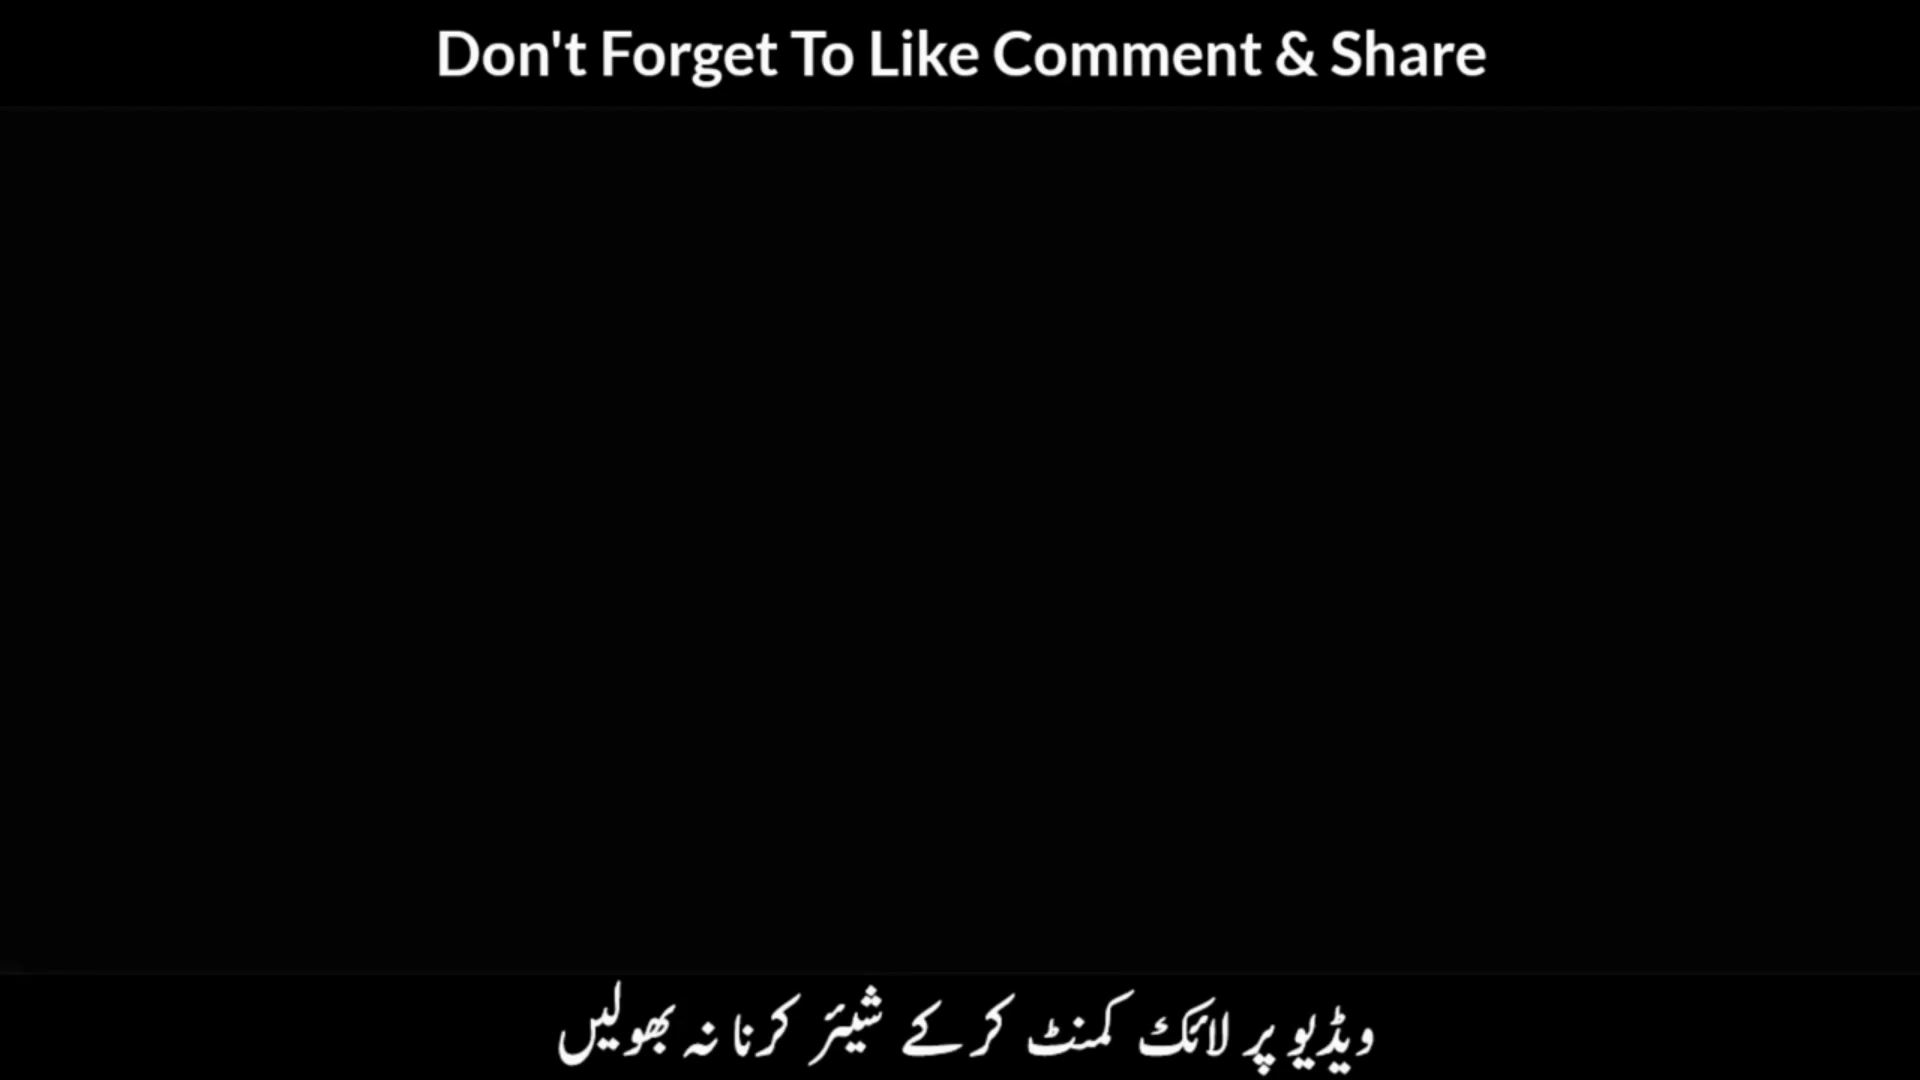 Don't Forget To Like Comment & Share
ویڈیو پر لائک کمنٹ کر کے شیئر کرنا نہ بھولیں